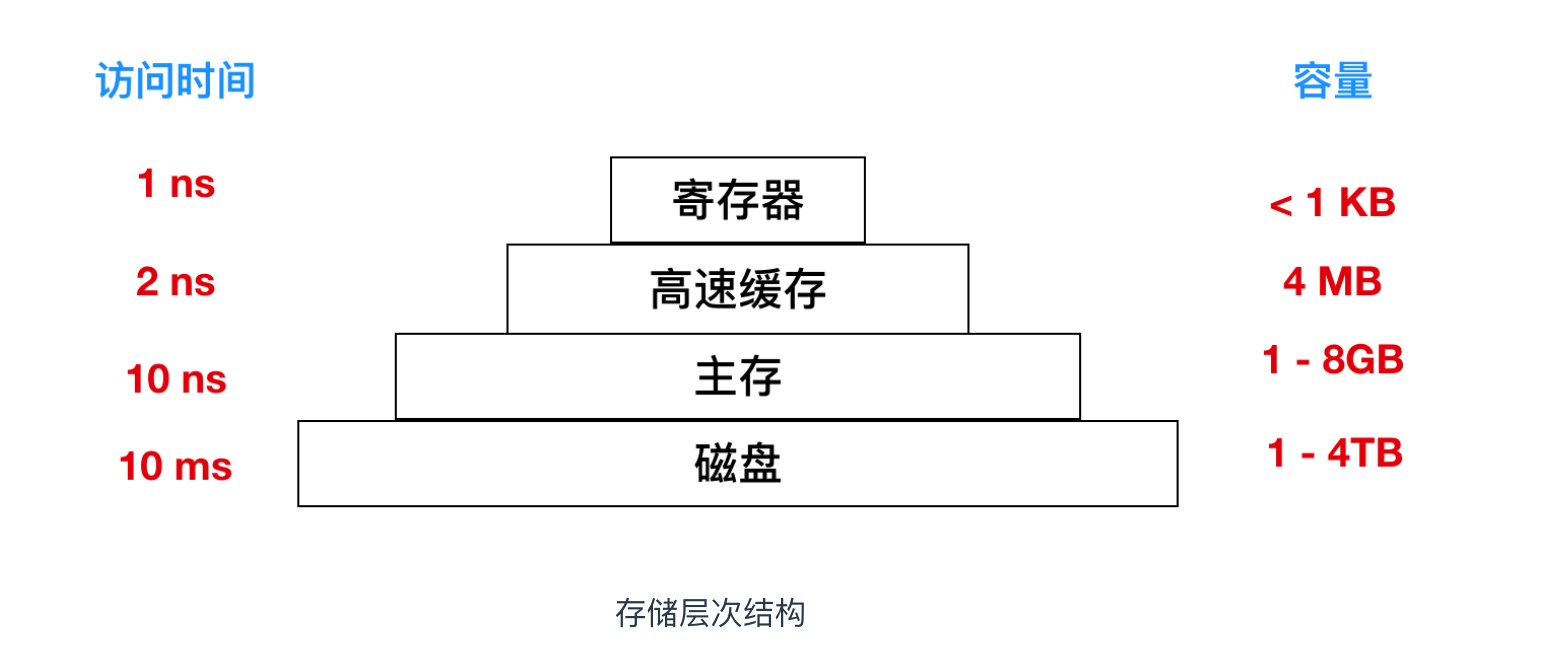 访问时间
容量
1 ns
寄存器
< 1 KB
2 ns
高速缓存
4 MB
10 ns
主存
1 - 8GB
10 ms
磁盘
1 - 4TB
存储层次结构